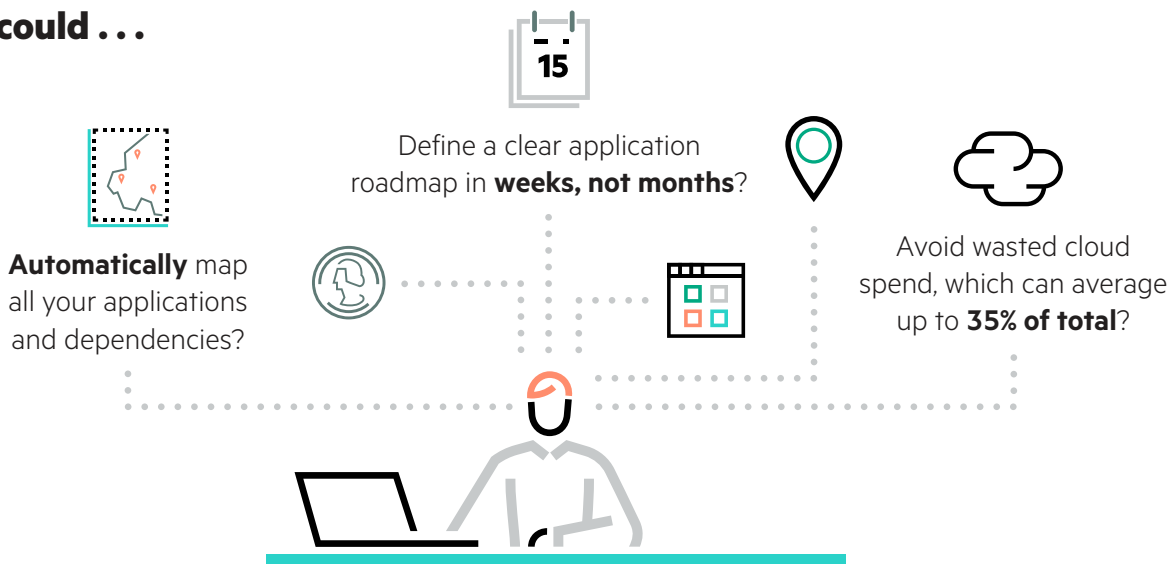 could . . .
15
Define a clear application
roadmap in weeks, not months?
Automatically map
all your applications
and dependencies?
Avoid wasted cloud
spend, which can average
up to 35% of total?